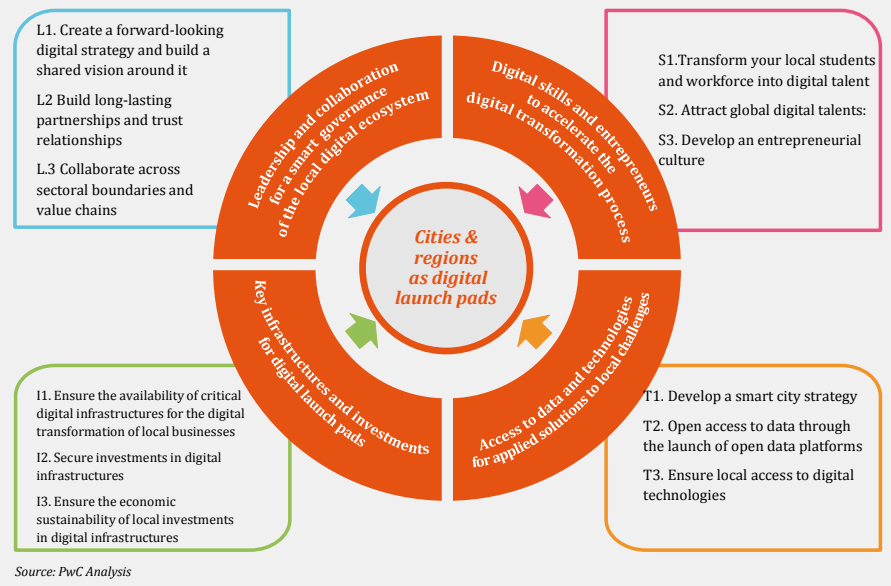 L1. Create a forward-looking
digital strategy and build a
shared vision around it
L2 Build long-lasting
partnerships and trust
relationships
L.3 Collaborate across
sectoral boundaries and
value chains
Leadership and collaboration
for a smart governance
of the local digital ecosystem
Digital skills and entrepreneurs
to accelerate the
digital transformation process
S1.Transform your local students
and workforce into digital talent
S2. Attract global digital talents:
S3. Develop an entrepreneurial
culture
Cities &
regions
as digital
launch pads
Key infrastructures and investments
for digital launch pads
Access to data and technologies
for applied solutions to local challenges
I1. Ensure the availability of critical
digital infrastructures for the digital
transformation of local businesses
I2. Secure investments in digital
infrastructures
I3. Ensure the economic
sustainability of local investments
in digital infrastructures
T1. Develop a smart city strategy
T2. Open access to data through
the launch of open data platforms
T3. Ensure local access to digital
technologies
Source: PwC Analysis